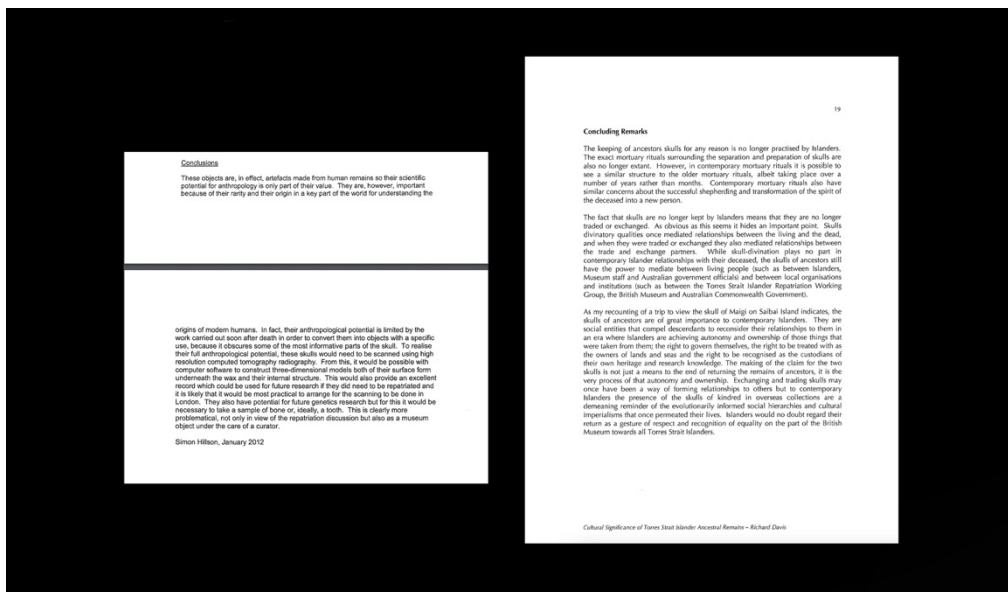 Conclusions
These objects are, in effect, artefacts made from human remains so their scientific
potential for anthropology is only part of their value. They are, however, important
because of their rarity and their origin in a key part of the world for understanding the
origins of modern humans. In fact, their anthropological potential is limited by the
work carried out soon after death in order to convert them into objects with a specific
use, because it obscures some of the most informative parts of the skull. To realise
their full anthropological potential, these skulls would need to be scanned using high
resolution computed tomography radiography. From this, it would be possible with
computer software to construct three-dimensional models both of their surface form
underneath the wax and their internal structure. This would also provide an excellent
record which could be used for future research if they did need to be repatriated and
it is likely that it would be most practical to arrange for the scanning to be done in
London. They also have potential for future genetics research but for this it would be
necessary to take a sample of bone or, ideally, a tooth. This is clearly more
problematical, not only in view of the repatriation discussion but also as a museum
object under the care of a curator.
Simon Hillson, January 2012
19
Concluding Remarks
The keeping of ancestors skulls for any reason is no longer practised by Islanders.
The exact mortuary rituals surrounding the separation and preparation of skulls are
also no longer extant. However, in contemporary mortuary rituals it is possible to
see a similar structure to the older mortuary rituals, albeit taking place over a
number of years rather than months. Contemporary mortuary rituals also have
similar concerns about the successful shepherding and transformation of the spirit of
the deceased into a new person.
The fact that skulls are no longer kept by Islanders means that they are no longer
traded or exchanged. As obvious as this seems it hides an important point. Skulls
divinatory qualities once mediated relationships between the living and the dead,
and when they were traded or exchanged they also mediated relationships between
the trade and exchange partners. While skull-divination plays no part in
contemporary Islander relationships with their deceased, the skulls of ancestors still
have the power to mediate between living people (such as between Islanders,
Museum staff and Australian government officials) and between local organisations
and institutions (such as between the Torres Strait Islander Repatriation Working
Group, the British Museum and Australian Commonwealth Government).
As my recounting of a trip to view the skull of Maigi on Saibai Island indicates, the
skulls of ancestors are of great importance to contemporary Islanders. They are
social entities that compel descendants to reconsider their relationships to them in
an era where Islanders are achieving autonomy and ownership of those things that
were taken from them; the right to govern themselves, the right to be treated with as
the owners of lands and seas and the right to be recognised as the custodians of
their own heritage and research knowledge. The making of the claim for the two
skulls is not just a means to the end of returning the remains of ancestors, it is the
very process of that autonomy and ownership. Exchanging and trading skulls may
once have been a way of forming relationships to others but to contemporary
Islanders the presence of the skulls of kindred in overseas collections are a
demeaning reminder of the evolutionarily informed social hierarchies and cultural
imperialisms that once permeated their lives. Islanders would no doubt regard their
return as a gesture of respect and recognition of equality on the part of the British
Museum towards all Torres Strait Islanders.
Cultural Significance of Torres Strait Islander Ancestral Remains – Richard Davis